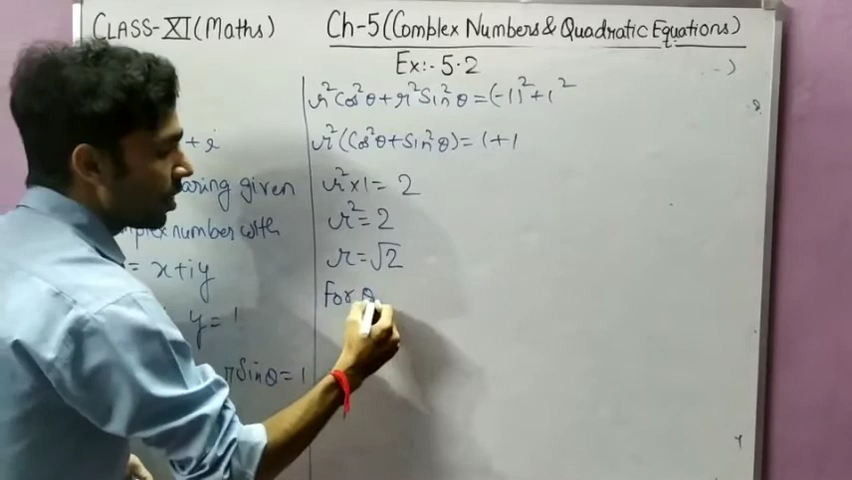 CLASS-XI (Maths)
Ch-5 (Complex Numbers & Quadratic Equations)
Ex:- 5.2
+ i
aring given
mplex number with
= x+iy
y = 1
r Sinθ = 1
r²Cos²θ + r²Sin²θ = (-1)² + 1²
r²(Cos²θ + Sin²θ) = 1+1
r² × 1 = 2
r² = 2
r = √2
For θ